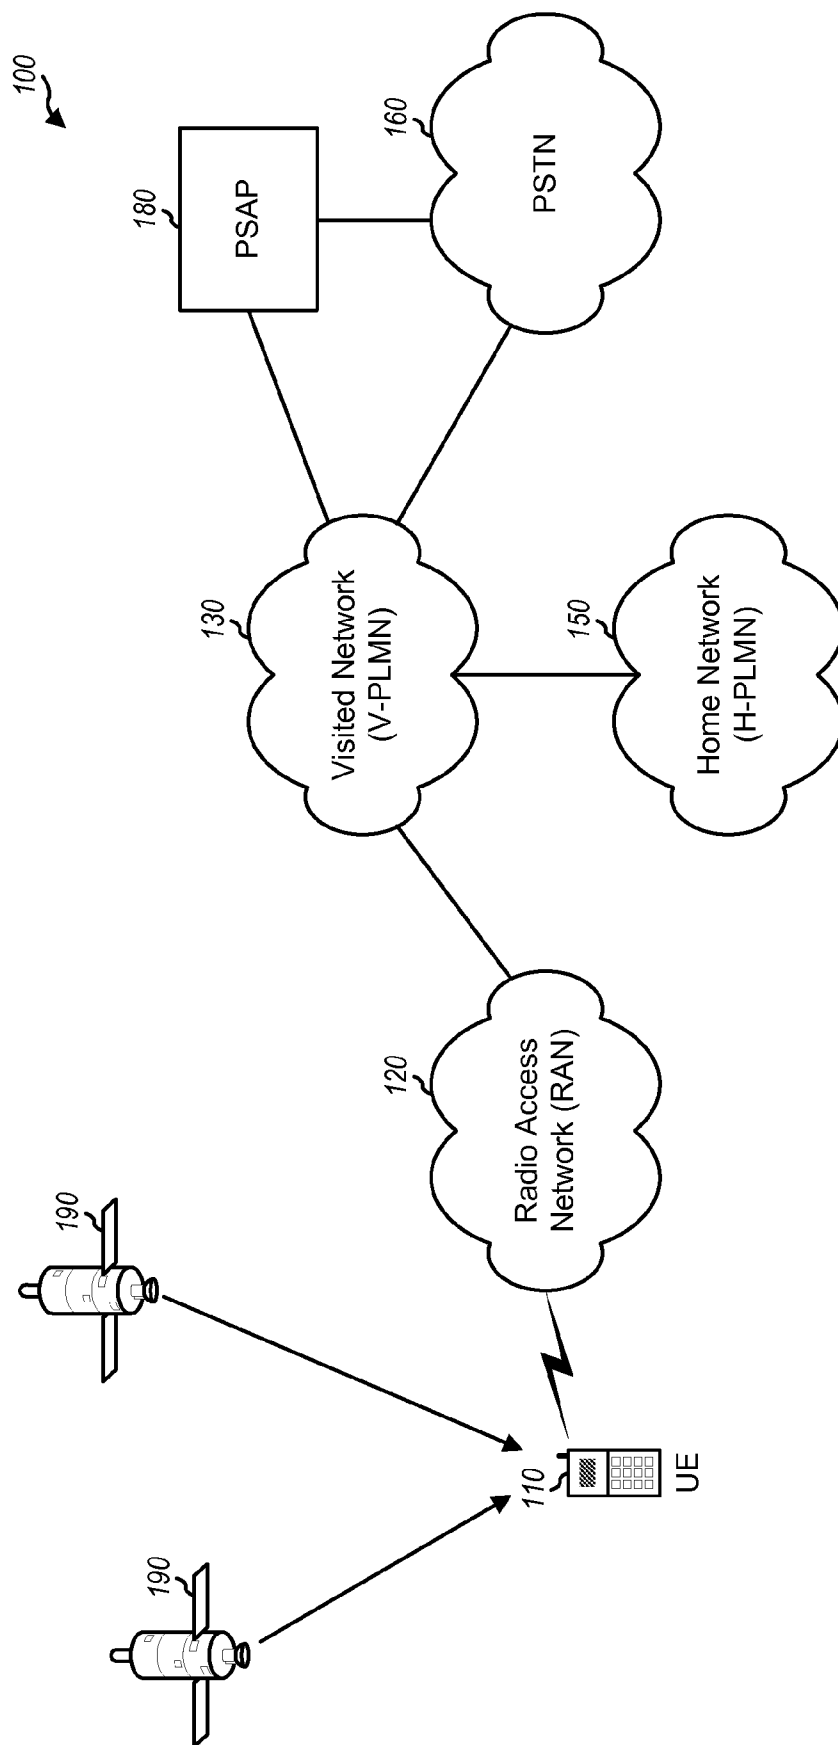 100
190
190
110
UE
120
Radio Access
Network (RAN)
130
Visited Network
(V-PLMN)
150
Home Network
(H-PLMN)
180
PSAP
160
PSTN